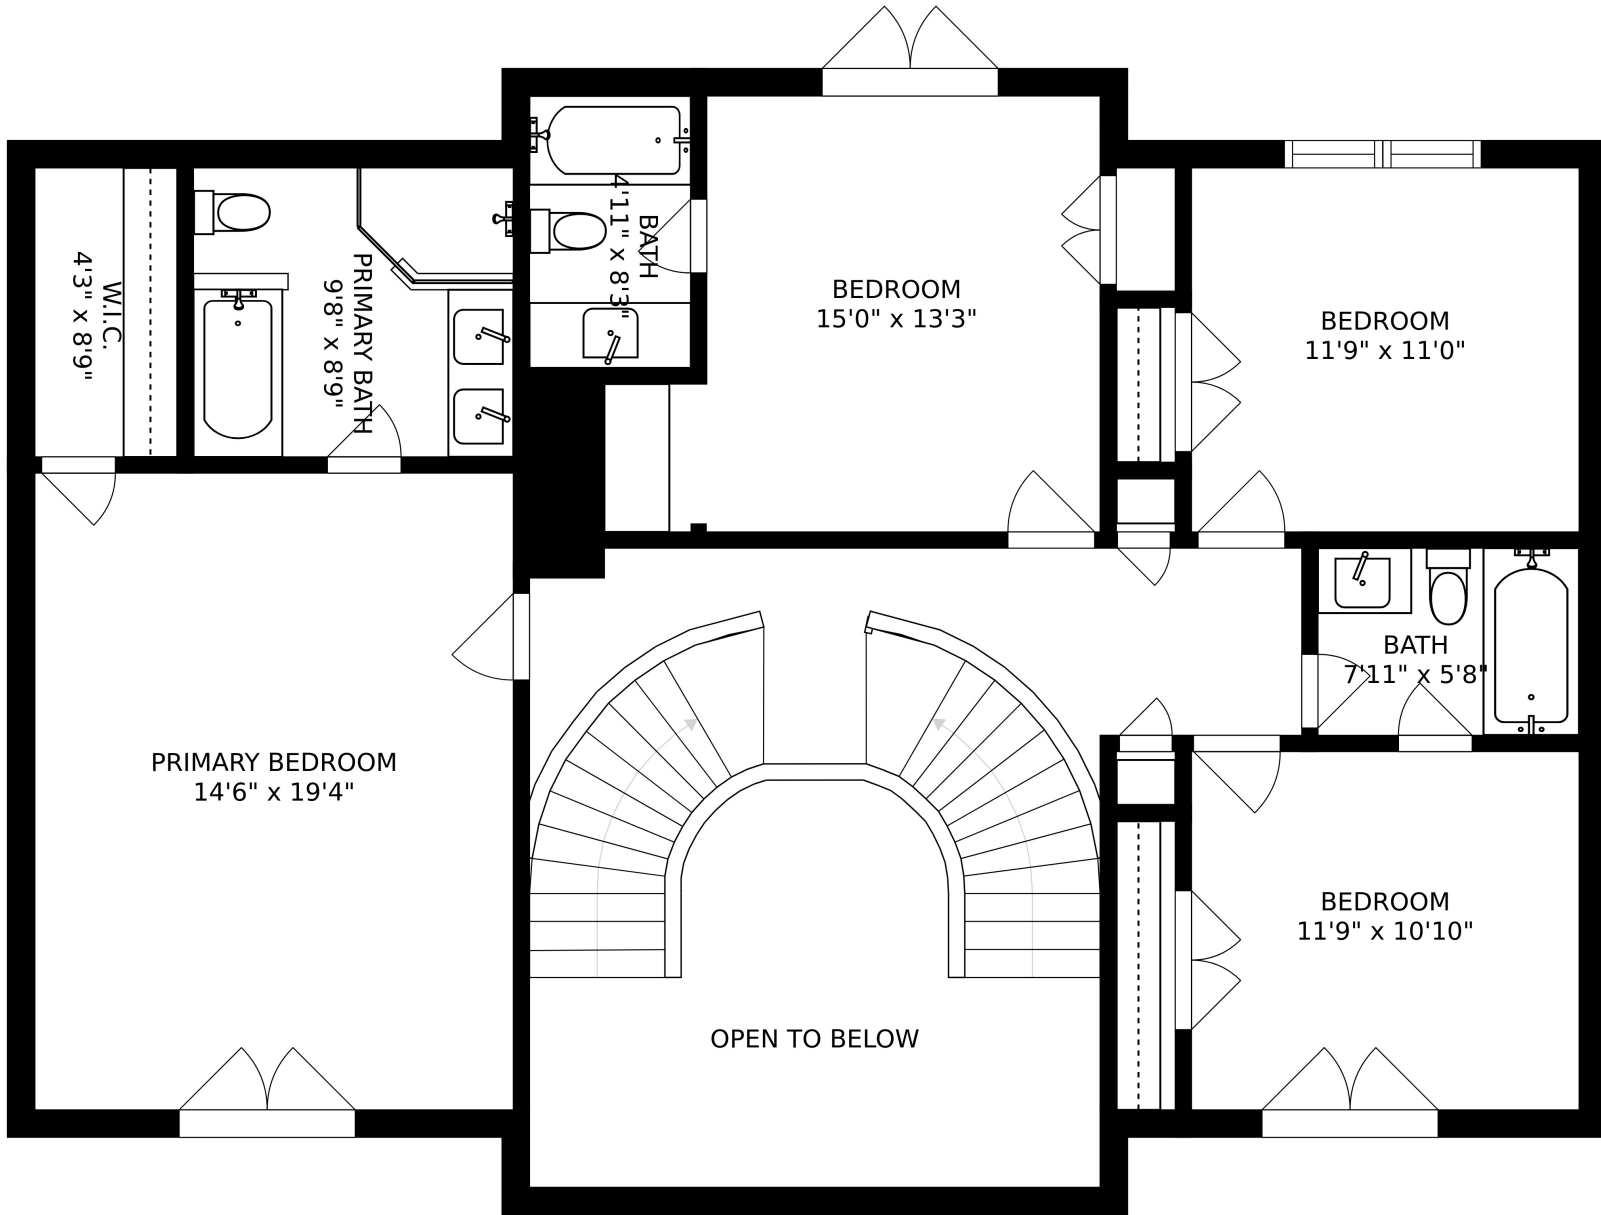 W.I.C.
4'3" x 8'9"
PRIMARY BATH
9'8" x 8'9"
BATH
4'11" x 8'3"
BEDROOM
15'0" x 13'3"
BEDROOM
11'9" x 11'0"
BATH
7'11" x 5'8"
PRIMARY BEDROOM
14'6" x 19'4"
BEDROOM
11'9" x 10'10"
OPEN TO BELOW